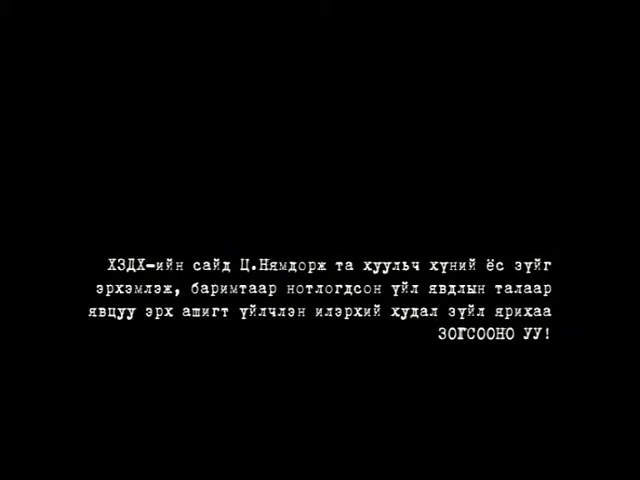 ХЗДХ-ийн сайд Ц.Нямдорж та хуульч хүний ёс зүйг
эрхэмлэж, баримтаар нотлогдсон үйл явдлын талаар
явцуу эрх ашигт үйлчлэн илэрхий худал зүйл ярихаа
ЗОГСООНО УУ!